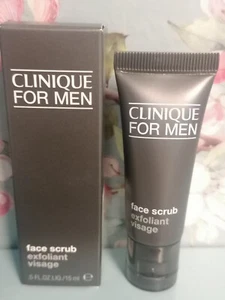 CLINIQUE
FOR MEN
face scrub
exfoliant
visage
.5 FL.OZ./15 ml ℮
CLINIQUE
FOR MEN
face scrub
exfoliant
visage